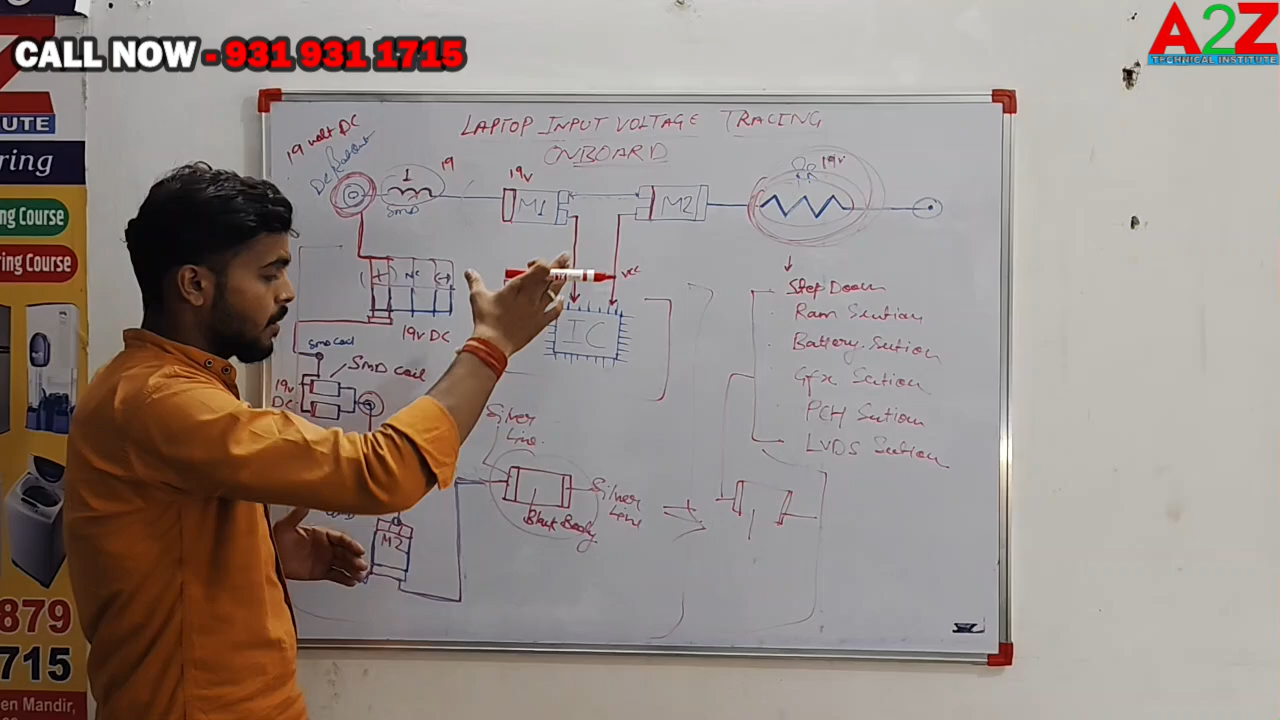 CALL NOW - 931 931 1715
A2Z
TECHNICAL INSTITUTE
Z
UTE
ring
ng Course
ring Course
879
715
en Mandir,
LAPTOP INPUT VOLTAGE TRACING
ONBOARD
19 volt DC
1
SMD
19
19v
M1
M2
19v
(+)
NC
(-)
19v DC
VCC
IC
SMD Coil
SMD Coil
19v
DC
M2
Silver
Line
Silver
Line
Black Body
Step Down
Ram Section
Battery Section
Gfx Section
PCH Section
LVDS Section